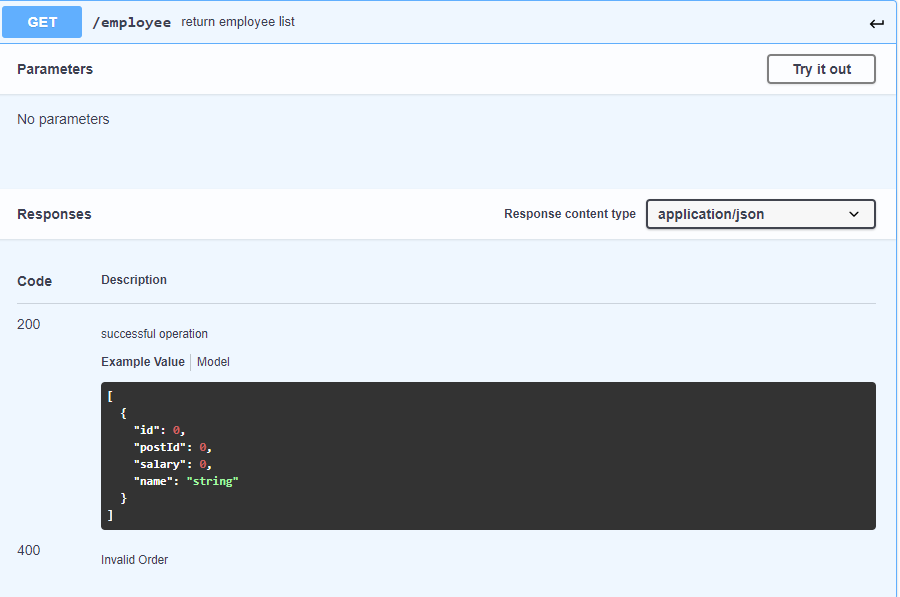 GET /employee return employee list
Parameters Try it out
No parameters
Responses Response content type application/json
Code Description
200
successful operation
Example Value Model
[
  {
    "id": 0,
    "postId": 0,
    "salary": 0,
    "name": "string"
  }
]
400
Invalid Order